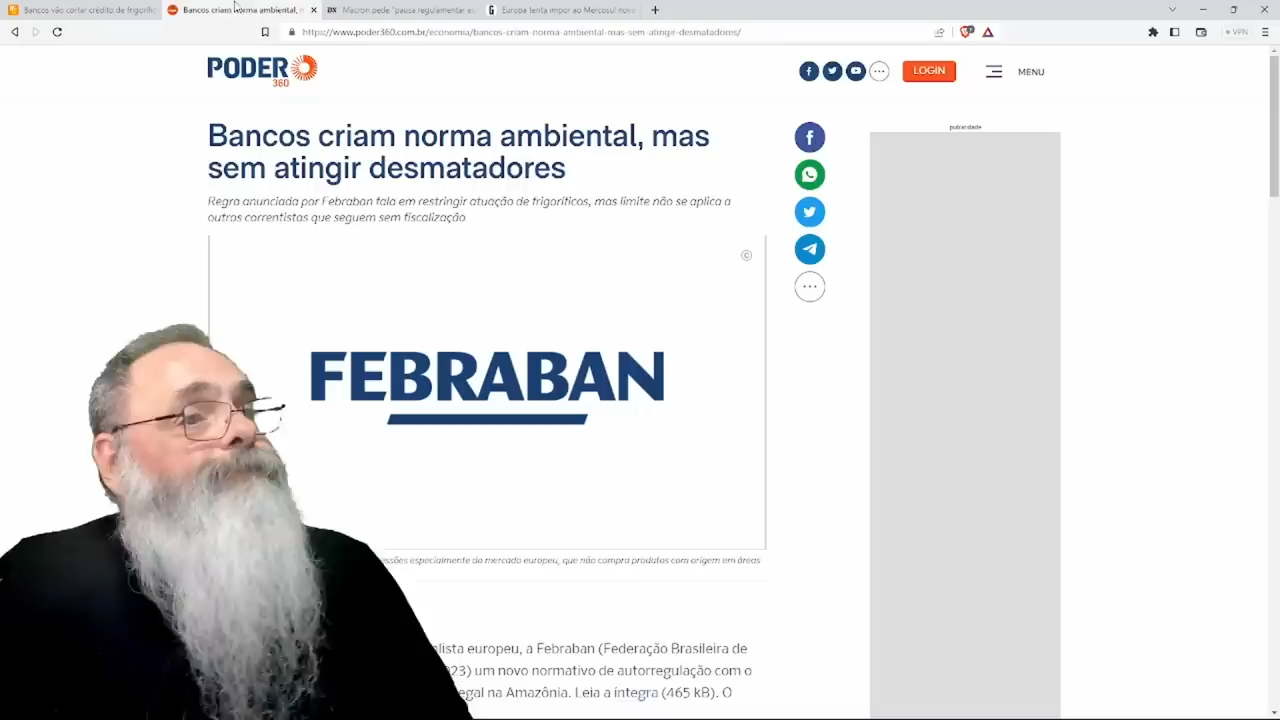 Bancos vão cortar crédito de frigorífic
Bancos criam norma ambiental, m
Macron pede "pausa regulamentar eu
Europa tenta impor ao Mercosul novo
https://www.poder360.com.br/economia/bancos-criam-norma-ambiental-mas-sem-atingir-desmatadores/
VPN
PODER
360
LOGIN
MENU
Bancos criam norma ambiental, mas
sem atingir desmatadores
Regra anunciada por Febraban fala em restringir atuação de frigoríficos, mas limite não se aplica a
outros correntistas que seguem sem fiscalização
publicidade
©
FEBRABAN
especialmente do mercado europeu, que não compra produtos com origem em áreas
europeu, a Febraban (Federação Brasileira de
um novo normativo de autorregulação com o
na Amazônia. Leia a íntegra (465 kB). O